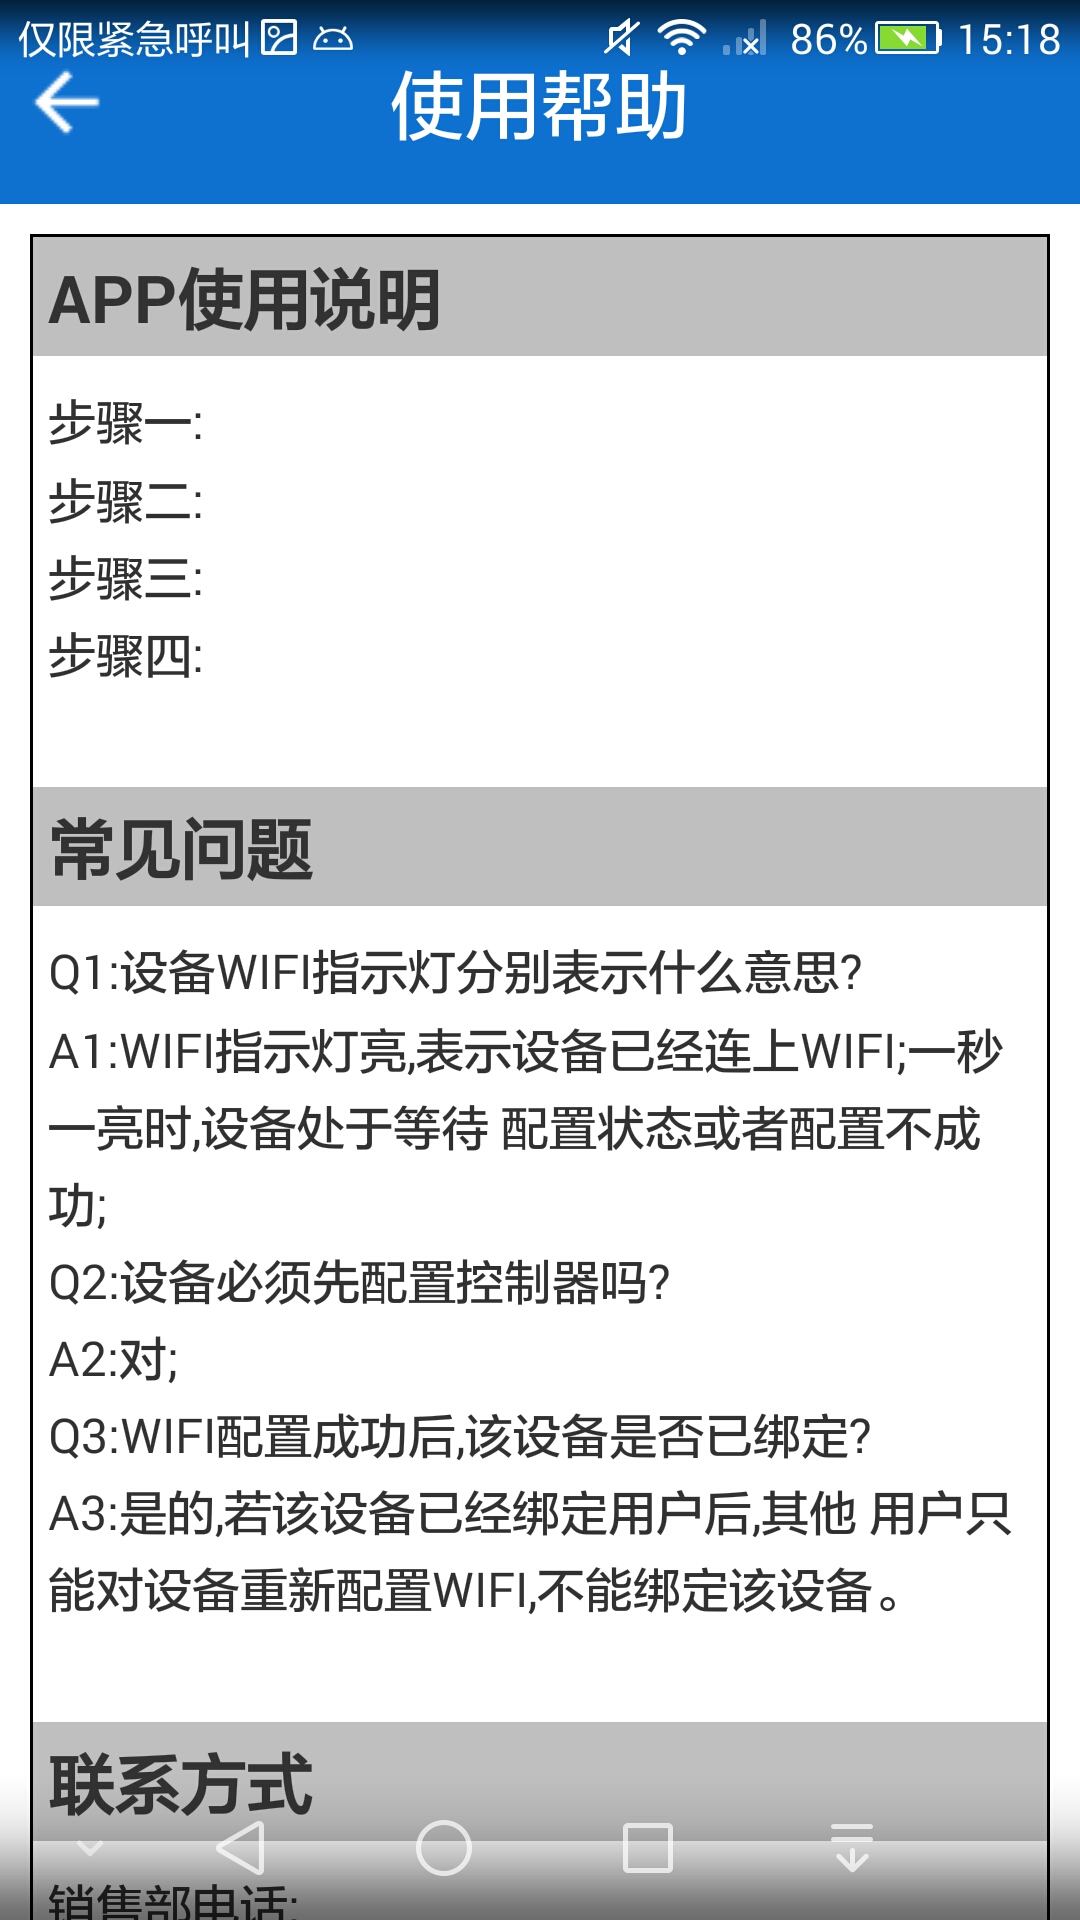 仅限紧急呼叫 86% 15:18
使用帮助
APP使用说明
步骤一:
步骤二:
步骤三:
步骤四:
常见问题
Q1:设备WIFI指示灯分别表示什么意思?
A1:WIFI指示灯亮,表示设备已经连上WIFI;一秒
一亮时,设备处于等待 配置状态或者配置不成
功;
Q2:设备必须先配置控制器吗?
A2:对;
Q3:WIFI配置成功后,该设备是否已绑定?
A3:是的,若该设备已经绑定用户后,其他 用户只
能对设备重新配置WIFI,不能绑定该设备。
联系方式
销售部电话: